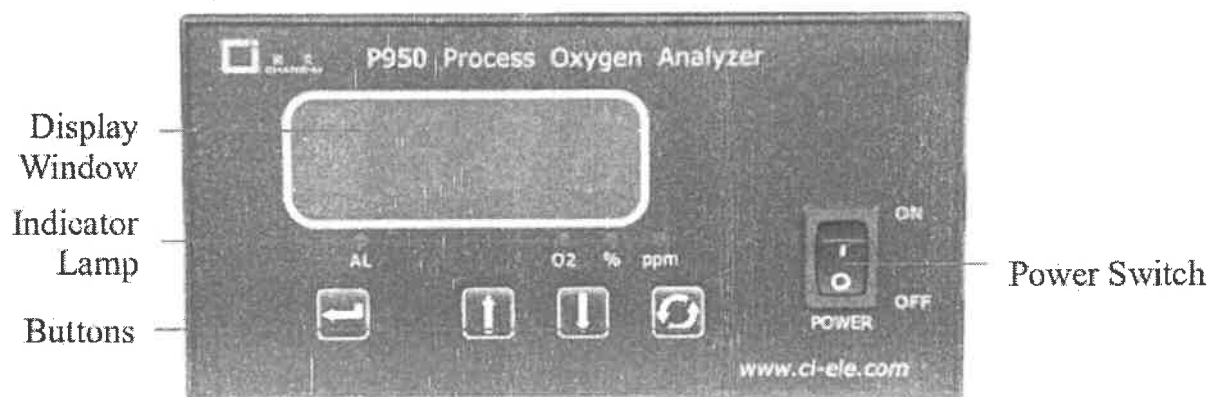 P950 Process Oxygen Analyzer
Display
Window
Indicator
Lamp
Buttons
AL
O2 % ppm
ON
I
O
OFF
POWER
Power Switch
www.ci-ele.com